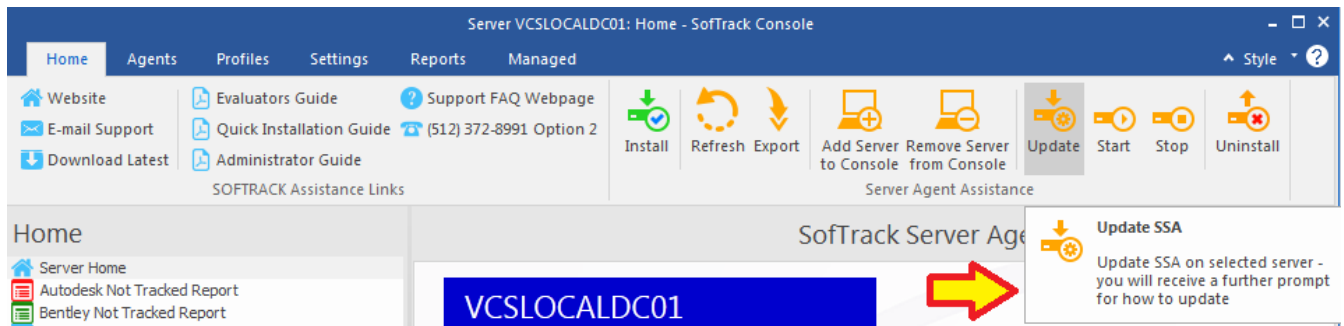 Server VCSLOCALDC01: Home - SofTrack Console
Home Agents Profiles Settings Reports Managed Style
Website
E-mail Support
Download Latest
Evaluators Guide
Quick Installation Guide
Administrator Guide
Support FAQ Webpage
(512) 372-8991 Option 2
SOFTRACK Assistance Links
Install
Refresh
Export
Add Server
to Console
Remove Server
from Console
Update
Start
Stop
Uninstall
Server Agent Assistance
Home
Server Home
Autodesk Not Tracked Report
Bentley Not Tracked Report
SofTrack Server Age
VCSLOCALDC01
Update SSA
Update SSA on selected server -
you will receive a further prompt
for how to update